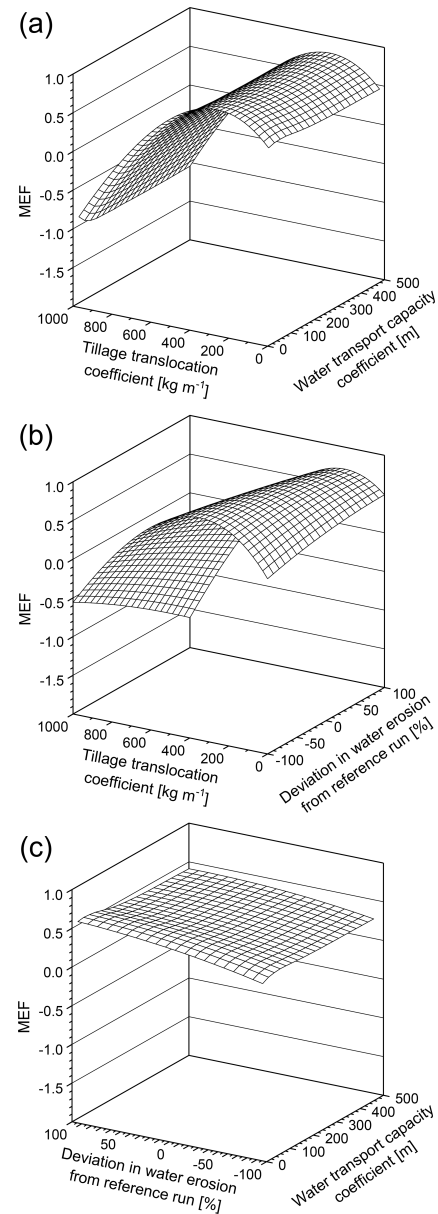 (a)
1.0
0.5
0.0
-0.5
-1.0
-1.5
MEF
1000
800
600
400
200
0
Tillage translocation
coefficient [kg m⁻¹]
0
100
200
300
400
500
Water transport capacity
coefficient [m]
(b)
1.0
0.5
0.0
-0.5
-1.0
-1.5
MEF
1000
800
600
400
200
0
Tillage translocation
coefficient [kg m⁻¹]
-100
-50
0
50
100
Deviation in water erosion
from reference run [%]
(c)
1.0
0.5
0.0
-0.5
-1.0
-1.5
MEF
100
50
0
-50
-100
Deviation in water erosion
from reference run [%]
0
100
200
300
400
500
Water transport capacity
coefficient [m]